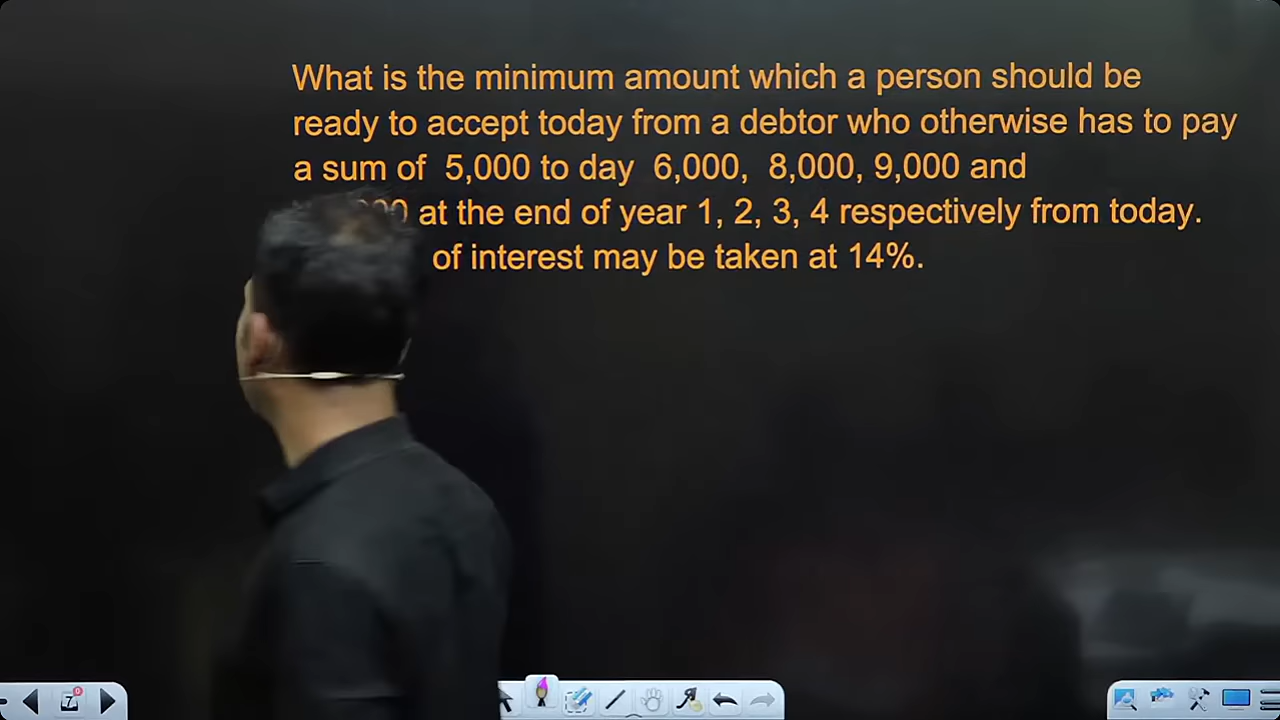 What is the minimum amount which a person should be
ready to accept today from a debtor who otherwise has to pay
a sum of 5,000 to day 6,000, 8,000, 9,000 and
at the end of year 1, 2, 3, 4 respectively from today.
of interest may be taken at 14%.